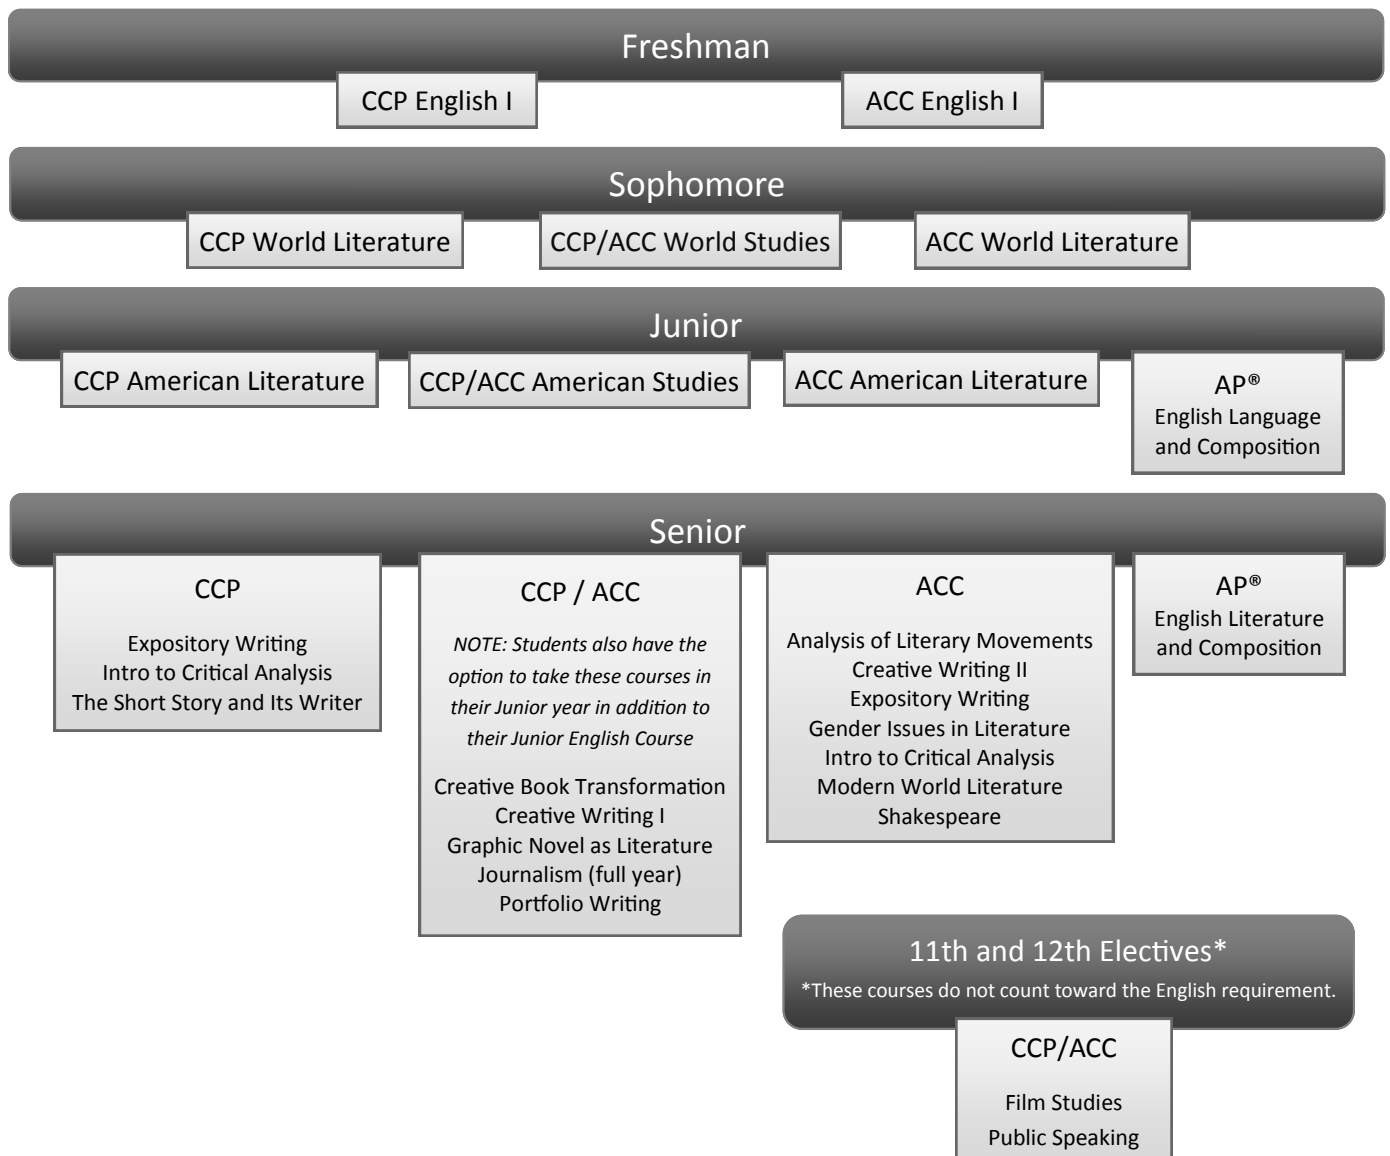 Freshman
CCP English I
ACC English I
Sophomore
CCP World Literature
CCP/ACC World Studies
ACC World Literature
Junior
CCP American Literature
CCP/ACC American Studies
ACC American Literature
AP®
English Language
and Composition
Senior
CCP
Expository Writing
Intro to Critical Analysis
The Short Story and Its Writer
CCP / ACC
NOTE: Students also have the
option to take these courses in
their Junior year in addition to
their Junior English Course
Creative Book Transformation
Creative Writing I
Graphic Novel as Literature
Journalism (full year)
Portfolio Writing
ACC
Analysis of Literary Movements
Creative Writing II
Expository Writing
Gender Issues in Literature
Intro to Critical Analysis
Modern World Literature
Shakespeare
AP®
English Literature
and Composition
11th and 12th Electives*
*These courses do not count toward the English requirement.
CCP/ACC
Film Studies
Public Speaking